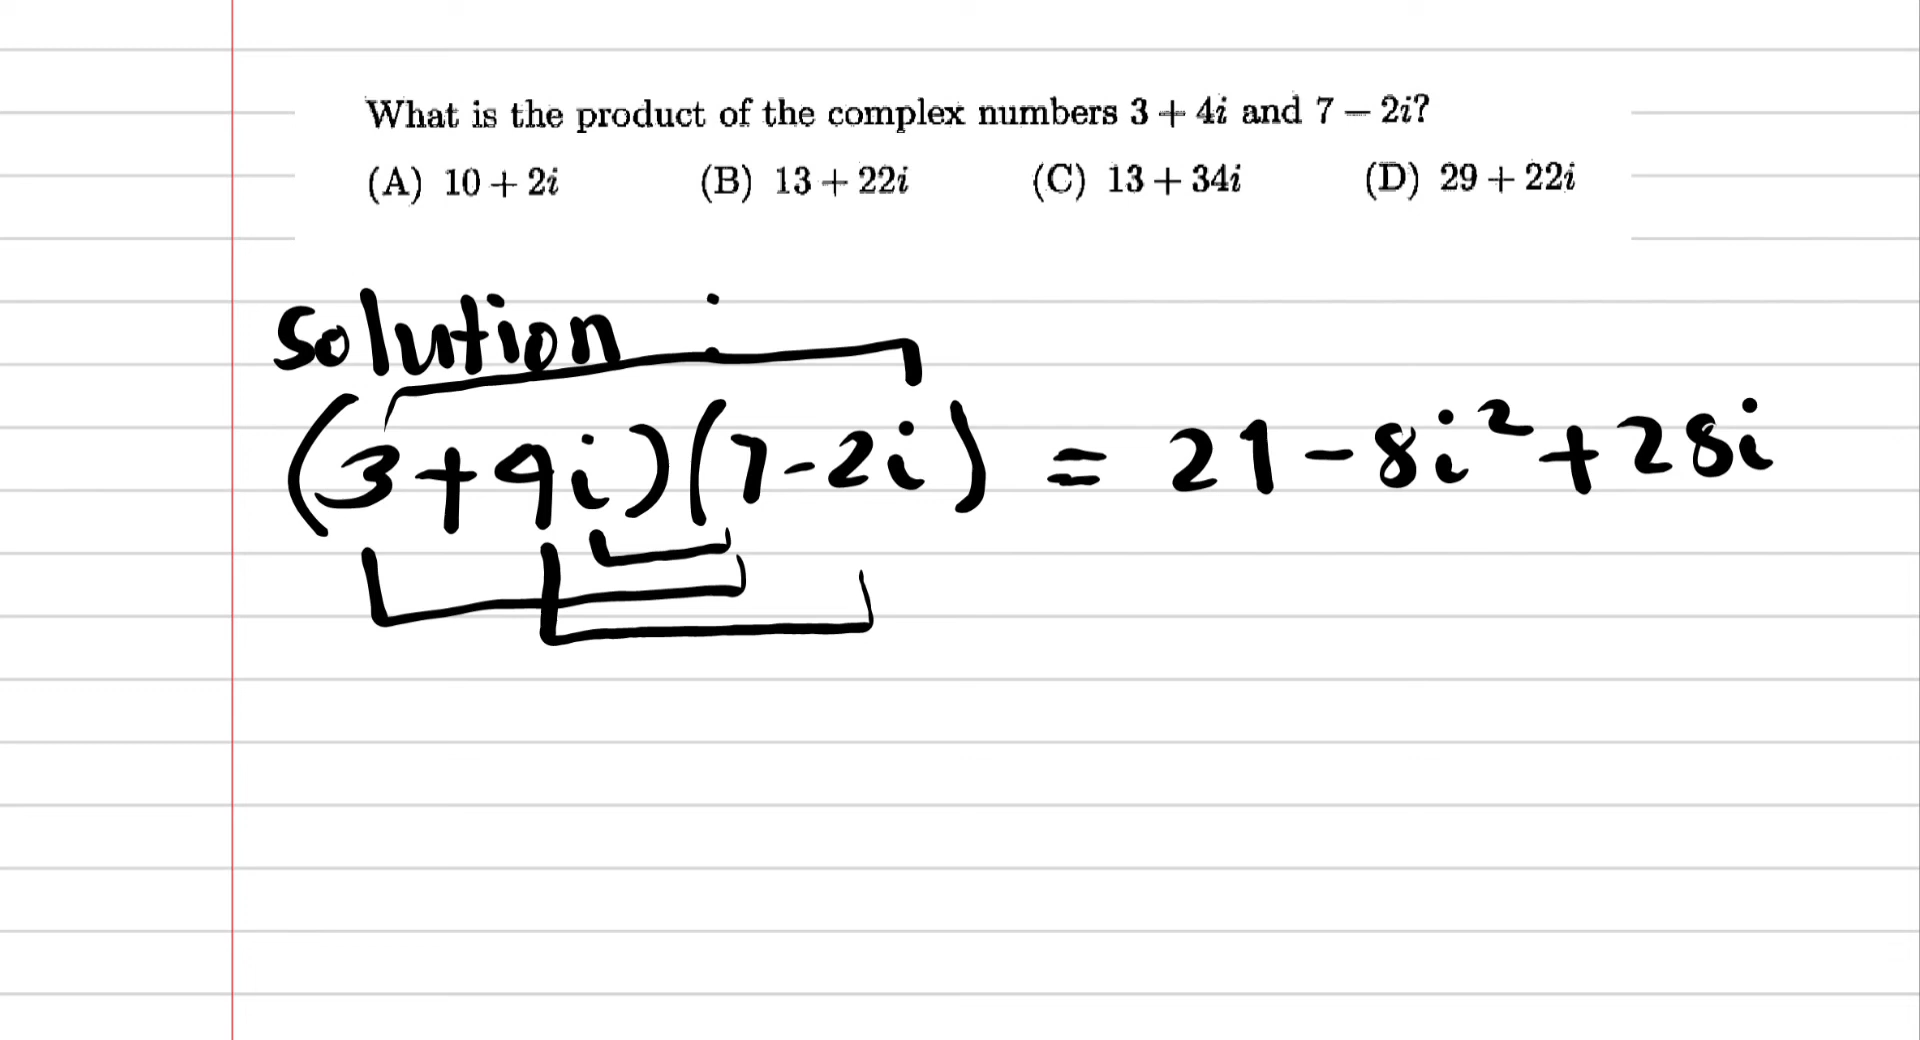 What is the product of the complex numbers 3 + 4i and 7 − 2i?
(A) 10 + 2i (B) 13 + 22i (C) 13 + 34i (D) 29 + 22i
Solution :
(3+4i)(7-2i) = 21-8i²+28i